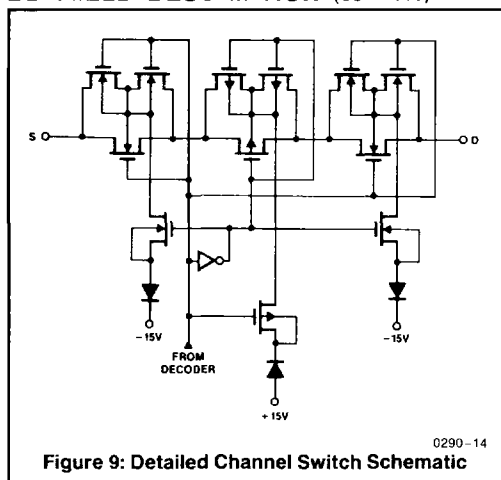 S
D
-15V
FROM
DECODER
-15V
+15V
0290-14
Figure 9: Detailed Channel Switch Schematic